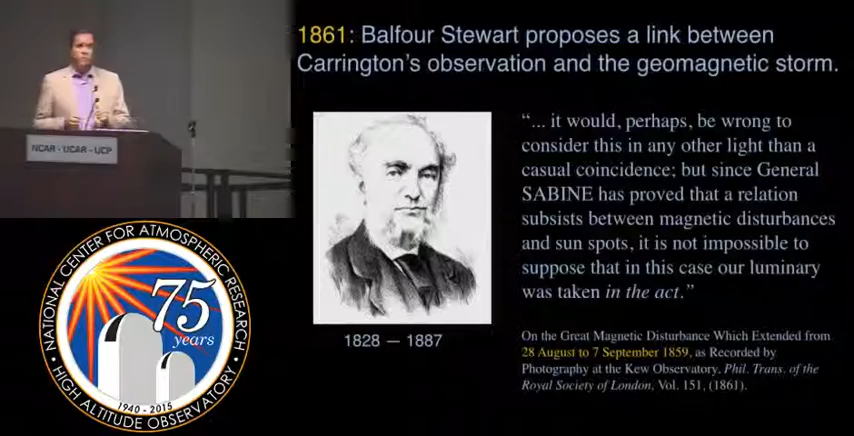 1861: Balfour Stewart proposes a link between
Carrington's observation and the geomagnetic storm.
NCAR - UCAR - UCP
"... it would, perhaps, be wrong to
consider this in any other light than a
casual coincidence; but since General
SABINE has proved that a relation
subsists between magnetic disturbances
and sun spots, it is not impossible to
suppose that in this case our luminary
was taken in the act."
1828 — 1887
On the Great Magnetic Disturbance Which Extended from
28 August to 7 September 1859, as Recorded by
Photography at the Kew Observatory. Phil. Trans. of the
Royal Society of London, Vol. 151, (1861).
NATIONAL CENTER FOR ATMOSPHERIC RESEARCH
75
years
1940 - 2015
HIGH ALTITUDE OBSERVATORY